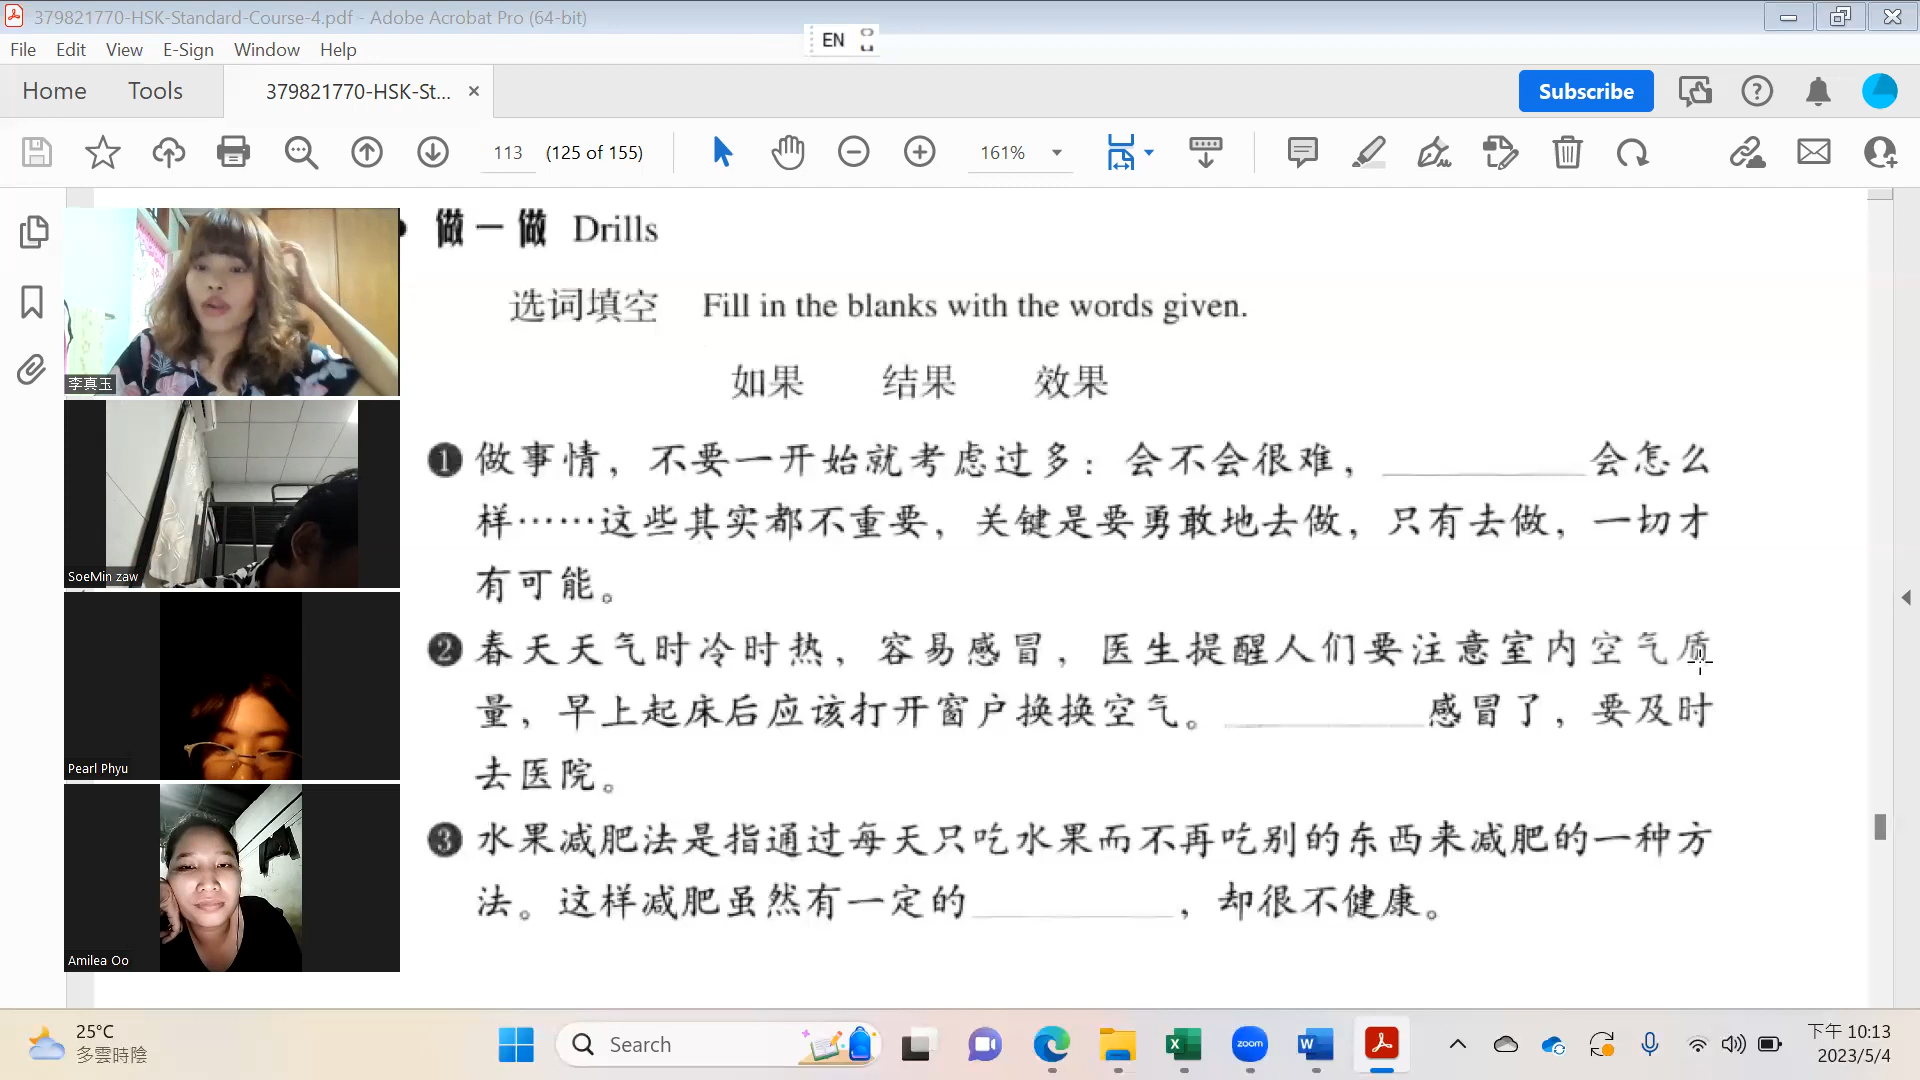 379821770-HSK-Standard-Course-4.pdf - Adobe Acrobat Pro (64-bit)
EN
File Edit View E-Sign Window Help
Home Tools 379821770-HSK-St... ×
Subscribe
113 (125 of 155) 161%
做一做 Drills
选词填空 Fill in the blanks with the words given.
如果 结果 效果
❶ 做事情，不要一开始就考虑过多：会不会很难，__________会怎么
样……这些其实都不重要，关键是要勇敢地去做，只有去做，一切才
有可能。
❷ 春天天气时冷时热，容易感冒，医生提醒人们要注意室内空气质
量，早上起床后应该打开窗户换换空气。__________感冒了，要及时
去医院。
❸ 水果减肥法是指通过每天只吃水果而不再吃别的东西来减肥的一种方
法。这样减肥虽然有一定的__________，却很不健康。
李真玉
SoeMin zaw
Pearl Phyu
Amilea Oo
25°C
多雲時陰
Search
zoom
下午 10:13
2023/5/4